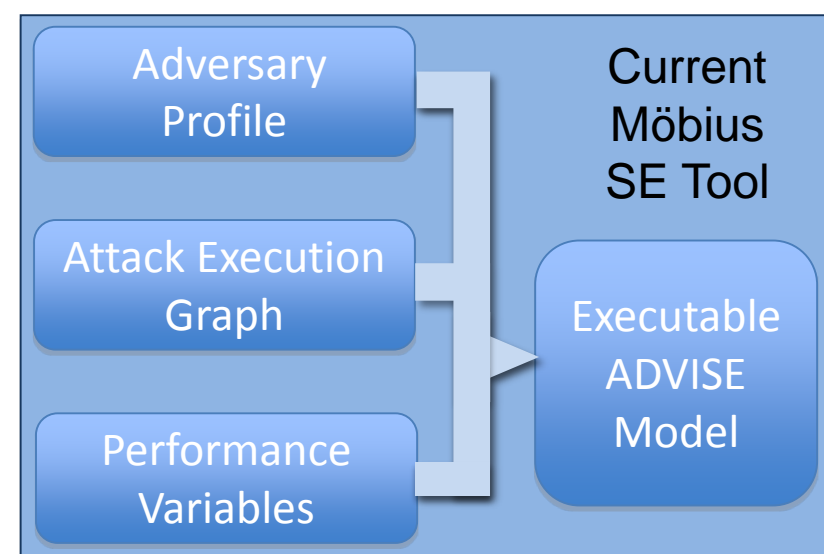 Adversary
Profile
Attack Execution
Graph
Performance
Variables
Current
Möbius
SE Tool
Executable
ADVISE
Model